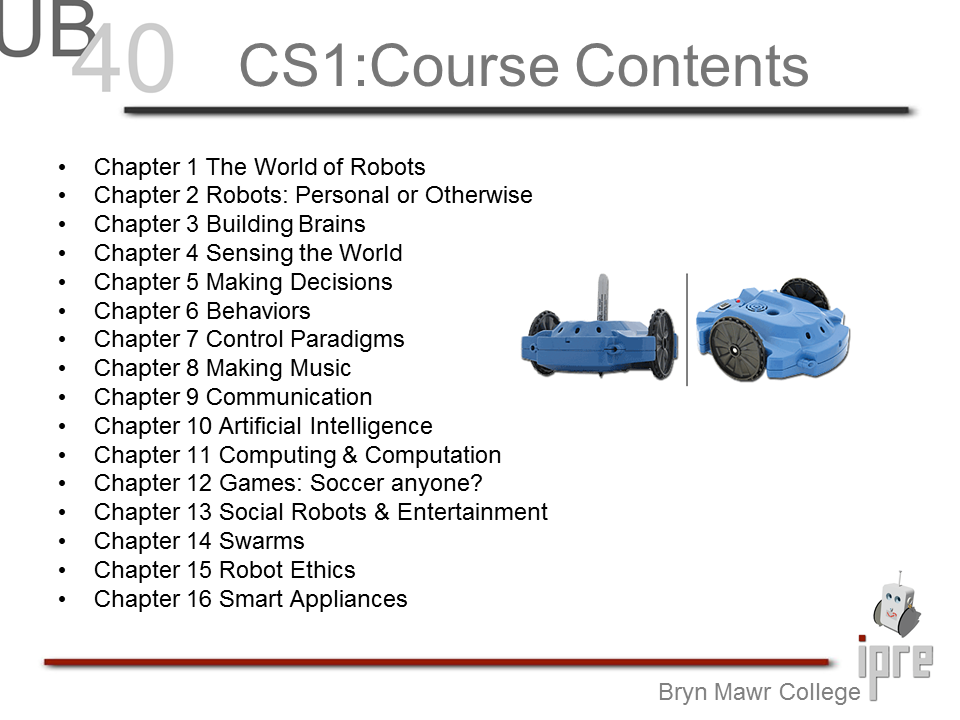 UB
40
CS1:Course Contents
• Chapter 1 The World of Robots
• Chapter 2 Robots: Personal or Otherwise
• Chapter 3 Building Brains
• Chapter 4 Sensing the World
• Chapter 5 Making Decisions
• Chapter 6 Behaviors
• Chapter 7 Control Paradigms
• Chapter 8 Making Music
• Chapter 9 Communication
• Chapter 10 Artificial Intelligence
• Chapter 11 Computing & Computation
• Chapter 12 Games: Soccer anyone?
• Chapter 13 Social Robots & Entertainment
• Chapter 14 Swarms
• Chapter 15 Robot Ethics
• Chapter 16 Smart Appliances
ipre
Bryn Mawr College